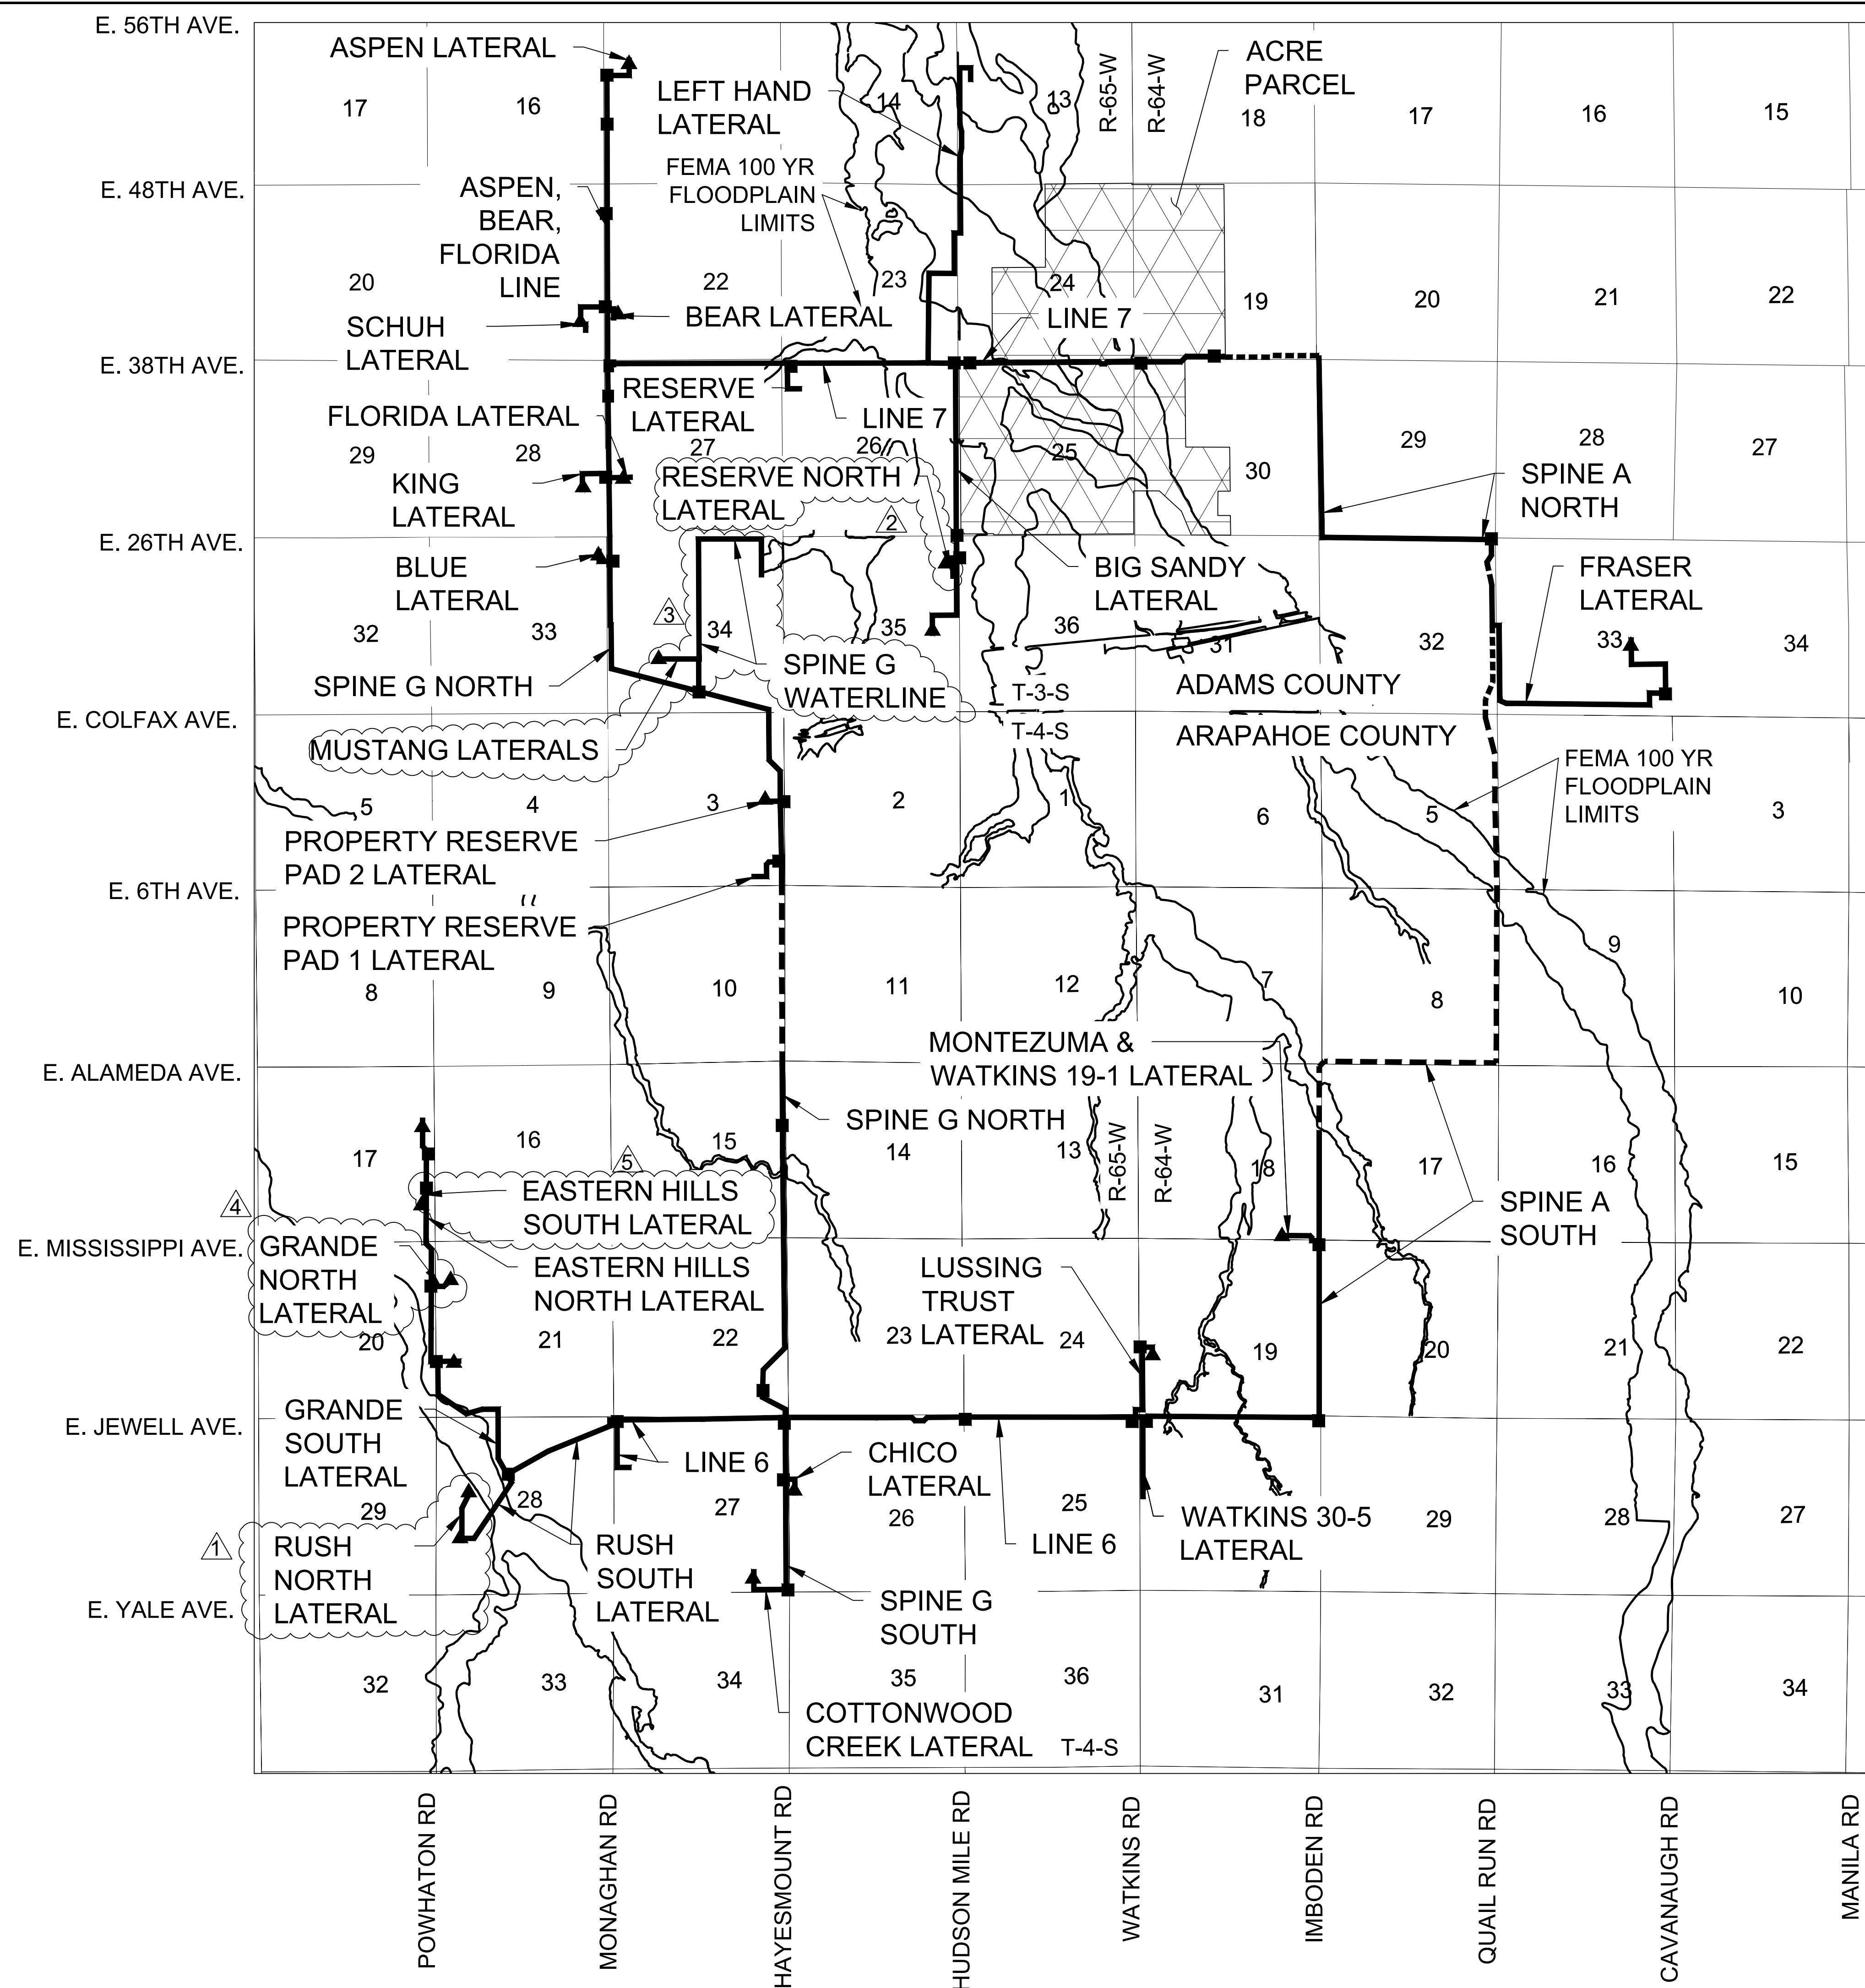 E. 56TH AVE.
ASPEN LATERAL
ACRE
PARCEL
LEFT HAND
LATERAL
R-65-W
R-64-W
17
16
14
13
18
17
16
15
FEMA 100 YR
FLOODPLAIN
LIMITS
E. 48TH AVE.
ASPEN,
BEAR,
FLORIDA
LINE
20
22
23
24
19
20
21
22
SCHUH
LATERAL
BEAR LATERAL
LINE 7
E. 38TH AVE.
RESERVE
LATERAL
LINE 7
FLORIDA LATERAL
29
28
27
26
25
30
29
28
27
KING
LATERAL
RESERVE NORTH
LATERAL
2
SPINE A
NORTH
E. 26TH AVE.
BLUE
LATERAL
BIG SANDY
LATERAL
FRASER
LATERAL
3
32
33
34
35
36
31
32
33
34
SPINE G
WATERLINE
SPINE G NORTH
T-3-S
ADAMS COUNTY
E. COLFAX AVE.
T-4-S
ARAPAHOE COUNTY
MUSTANG LATERALS
FEMA 100 YR
FLOODPLAIN
LIMITS
5
4
3
2
1
6
5
3
PROPERTY RESERVE
PAD 2 LATERAL
E. 6TH AVE.
PROPERTY RESERVE
PAD 1 LATERAL
9
8
9
10
11
12
7
8
10
MONTEZUMA &
WATKINS 19-1 LATERAL
E. ALAMEDA AVE.
SPINE G NORTH
R-65-W
R-64-W
17
16
15
14
13
18
17
16
15
5
4
EASTERN HILLS
SOUTH LATERAL
SPINE A
SOUTH
E. MISSISSIPPI AVE.
GRANDE
NORTH
LATERAL
EASTERN HILLS
NORTH LATERAL
LUSSING
TRUST
LATERAL
20
21
22
23
24
19
20
21
22
E. JEWELL AVE.
GRANDE
SOUTH
LATERAL
LINE 6
CHICO
LATERAL
29
28
27
26
25
29
28
27
1
RUSH
NORTH
LATERAL
RUSH
SOUTH
LATERAL
LINE 6
WATKINS 30-5
LATERAL
E. YALE AVE.
SPINE G
SOUTH
32
33
34
35
36
31
32
33
34
COTTONWOOD
CREEK LATERAL
T-4-S
POWHATON RD
MONAGHAN RD
HAYESMOUNT RD
HUDSON MILE RD
WATKINS RD
IMBODEN RD
QUAIL RUN RD
CAVANAUGH RD
MANILA RD